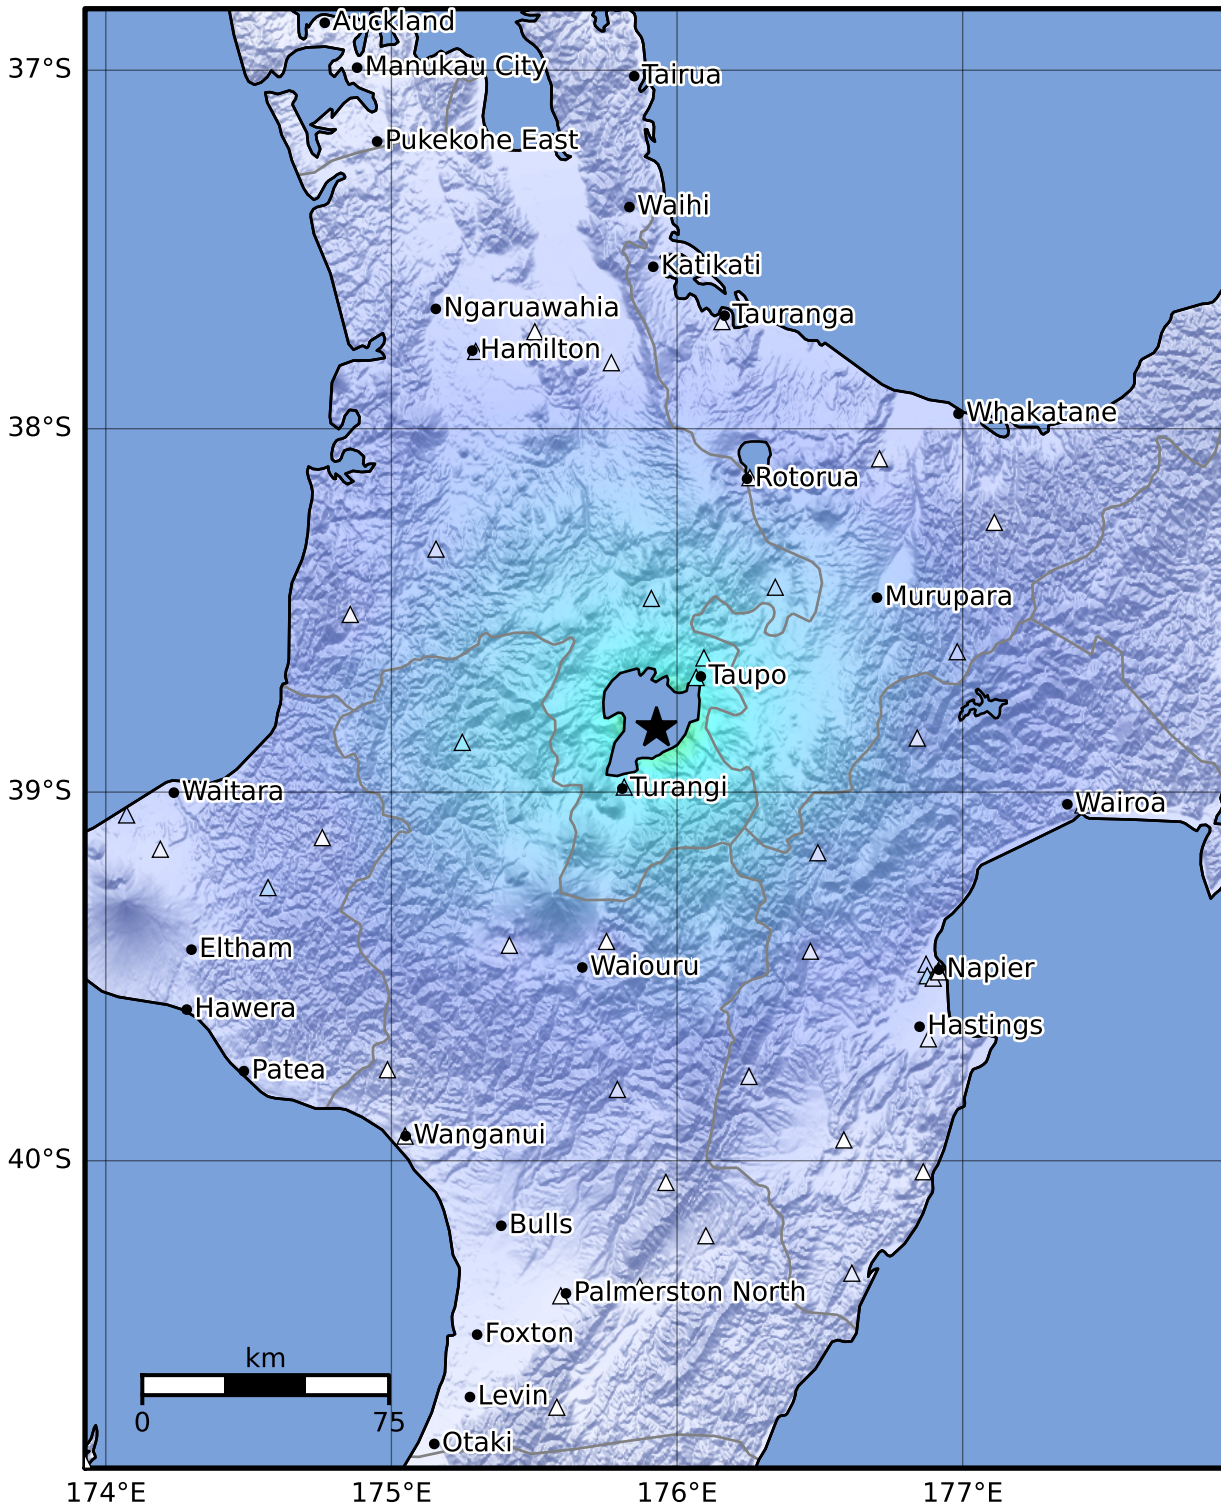 Auckland
Manukau City
37°S
Tairua
Pukekohe East
Waihi
Katikati
Ngaruawahia
Tauranga
Hamilton
Whakatane
38°S
Rotorua
Murupara
Taupo
Turangi
39°S
Waitara
Wairoa
Eltham
Waiouru
Napier
Hawera
Hastings
Patea
Wanganui
40°S
Bulls
Palmerston North
Foxton
km
Levin
0
75
Otaki
174°E
175°E
176°E
177°E